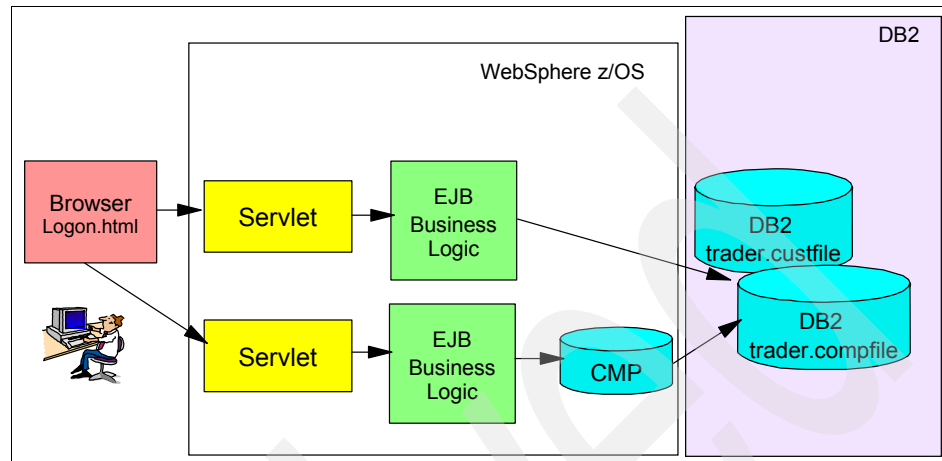 DB2
WebSphere z/OS
Browser
Logon.html
Servlet
EJB
Business
Logic
DB2
trader.custfile
Servlet
EJB
Business
Logic
CMP
DB2
trader.compfile